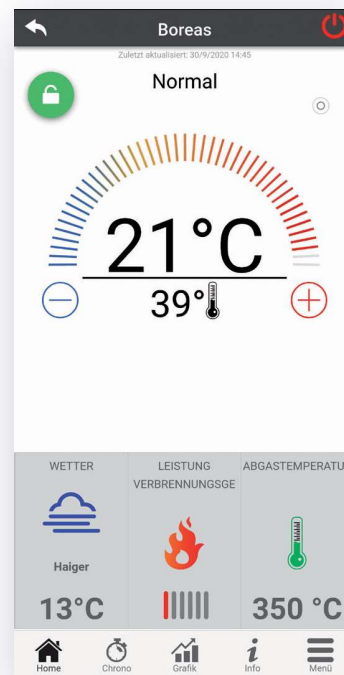 Boreas
Zuletzt aktualisiert: 30/9/2020 14:45
Normal
21°C
39°
WETTER
LEISTUNG
VERBRENNUNGSGE
ABGASTEMPERATU
Haiger
13°C
350 °C
Home
Chrono
Grafik
Info
Menü